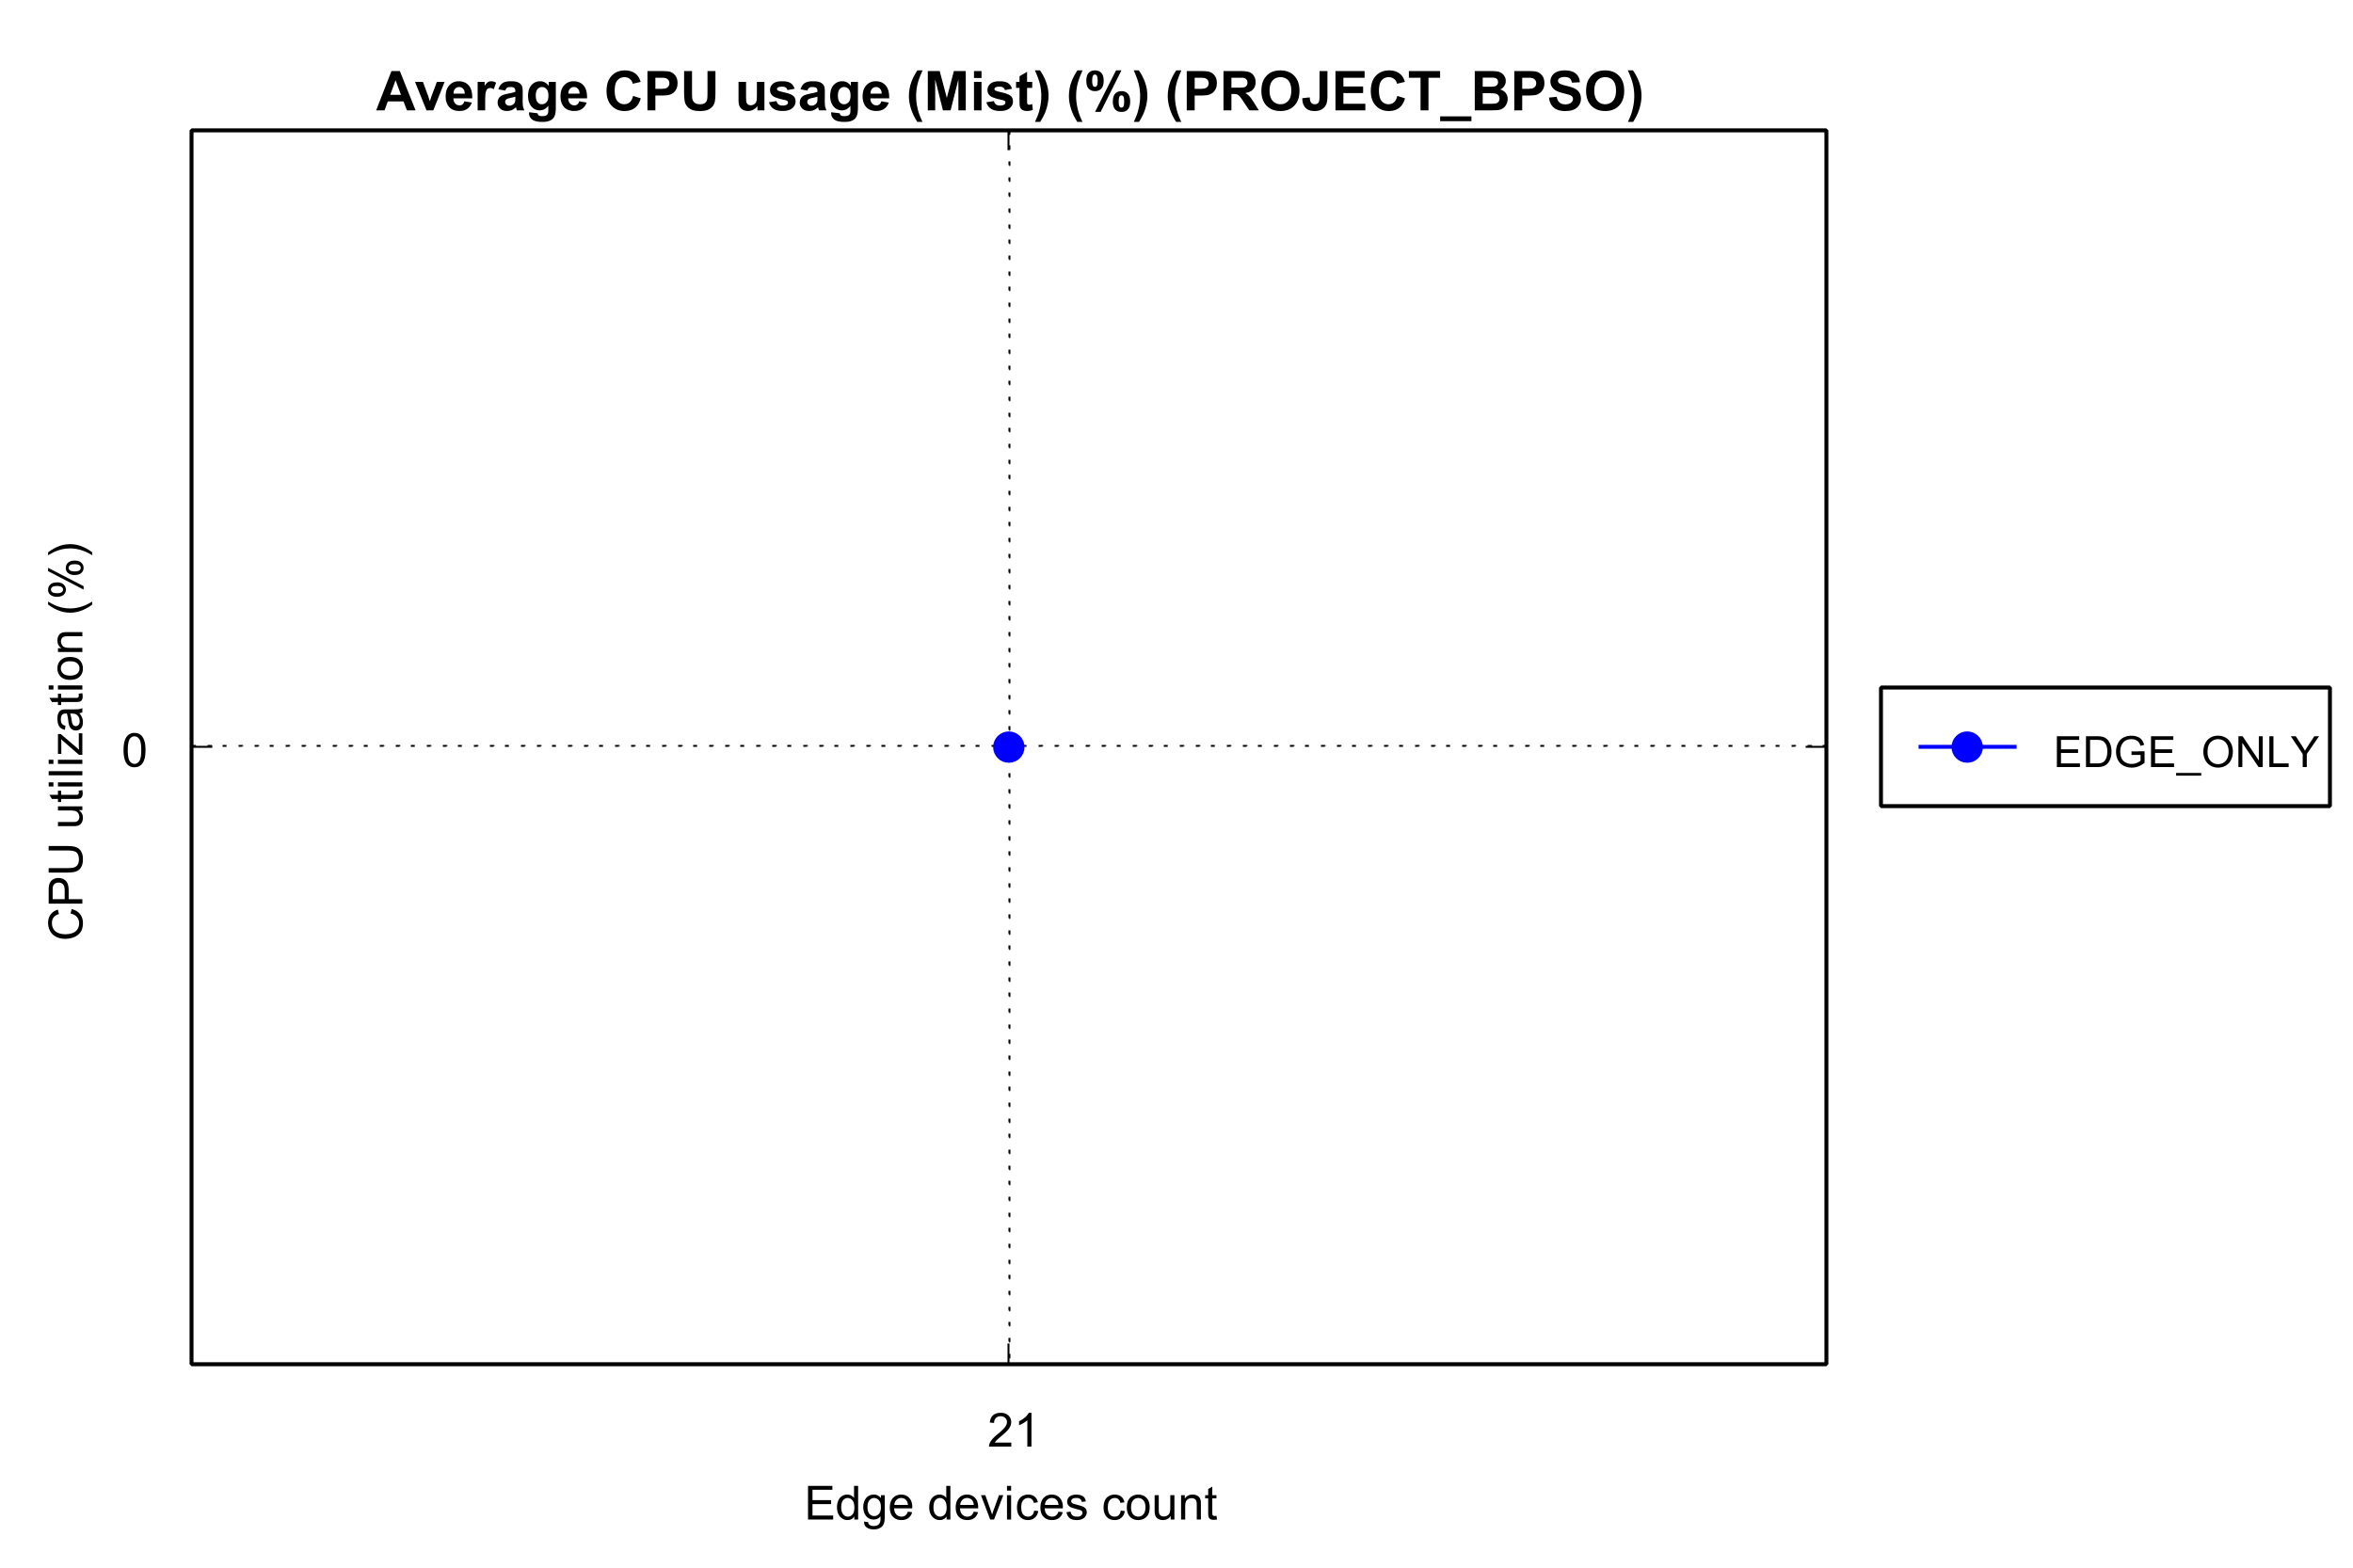 Average CPU usage (Mist) (%) (PROJECT_BPSO)
CPU utilization (%)
0
EDGE_ONLY
21
Edge devices count